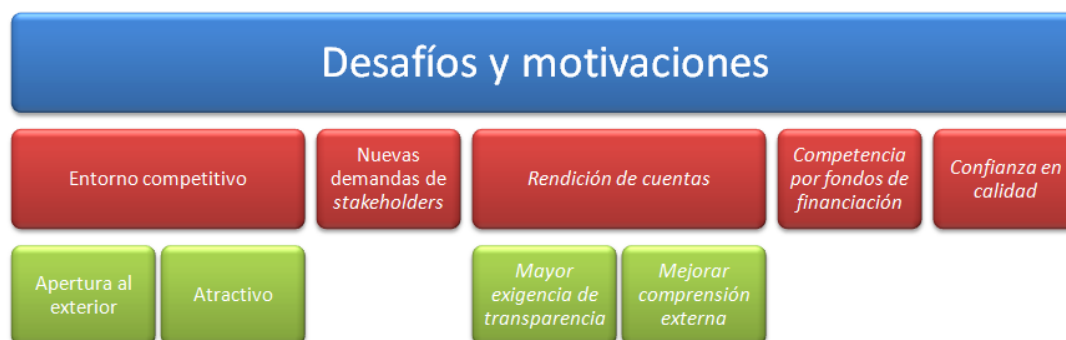 Desafíos y motivaciones
Entorno competitivo
Nuevas
demandas de
stakeholders
Rendición de cuentas
Competencia
por fondos de
financiación
Confianza en
calidad
Apertura al
exterior
Atractivo
Mayor
exigencia de
transparencia
Mejorar
comprensión
externa